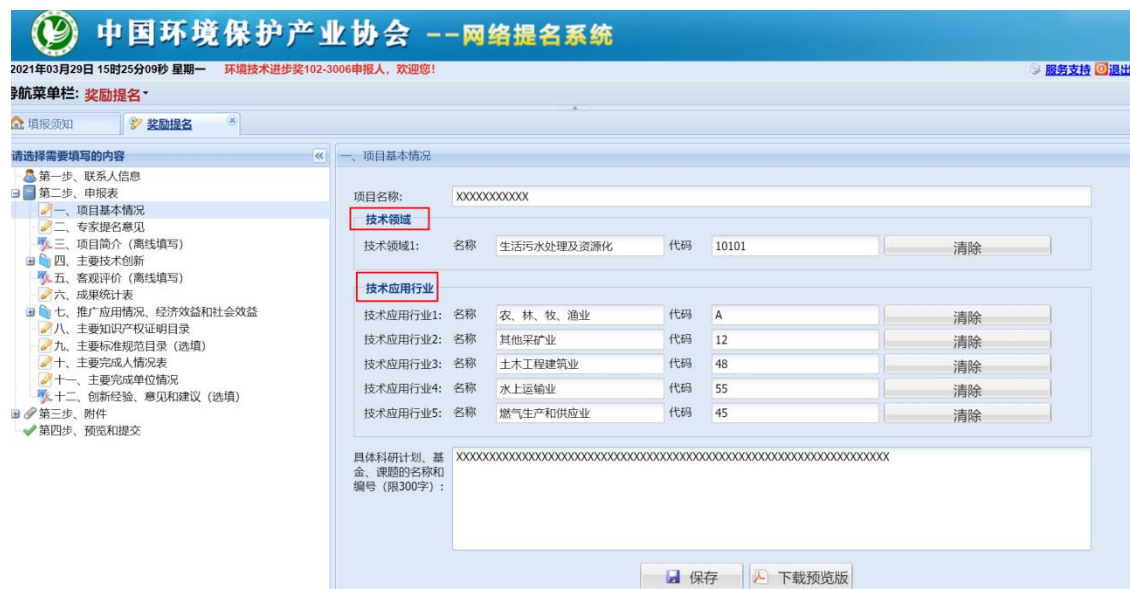 中国环境保护产业协会 --网络提名系统
2021年03月29日 15时25分09秒 星期一 环境技术进步奖102-3006申报人，欢迎您！ 服务支持 退出
导航菜单栏: 奖励提名
填报须知 奖励提名
请选择需要填写的内容
第一步、联系人信息
第二步、申报表
一、项目基本情况
二、专家提名意见
三、项目简介（离线填写）
四、主要技术创新
五、客观评价（离线填写）
六、成果统计表
七、推广应用情况、经济效益和社会效益
八、主要知识产权证明目录
九、主要标准规范目录（选填）
十、主要完成人情况表
十一、主要完成单位情况
十二、创新经验、意见和建议（选填）
第三步、附件
第四步、预览和提交
一、项目基本情况
项目名称: XXXXXXXXXXX
技术领域
技术领域1: 名称 生活污水处理及资源化 代码 10101 清除
技术应用行业
技术应用行业1: 名称 农、林、牧、渔业 代码 A 清除
技术应用行业2: 名称 其他采矿业 代码 12 清除
技术应用行业3: 名称 土木工程建筑业 代码 48 清除
技术应用行业4: 名称 水上运输业 代码 55 清除
技术应用行业5: 名称 燃气生产和供应业 代码 45 清除
具体科研计划、基
金、课题的名称和
编号（限300字）:
XXXXXXXXXXXXXXXXXXXXXXXXXXXXXXXXXXXXXXXXXXXXXXXXXXXXXXXXXXXXXXXXXX
保存 下载预览版